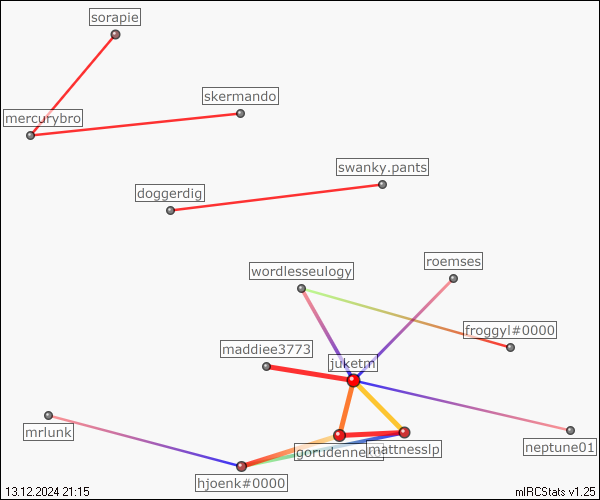 sorapie
skermando
mercurybro
swanky.pants
doggerdig
roemses
wordlesseulogy
froggyl#0000
maddiee3773
juketm
mrlunk
mattnesslp
neptune01
hjoenk#0000
13.12.2024 21:15
mIRCStats v1.25